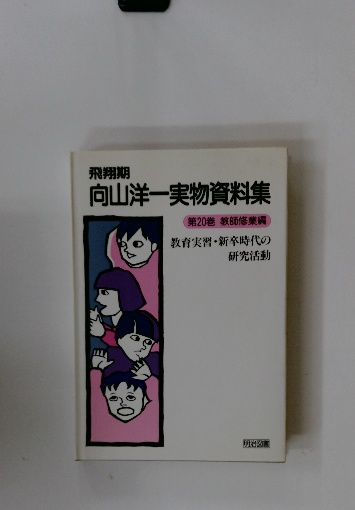 飛翔期
向山洋一実物資料集
第20巻 教師修業編
教育実習・新卒時代の
研究活動
明治図書